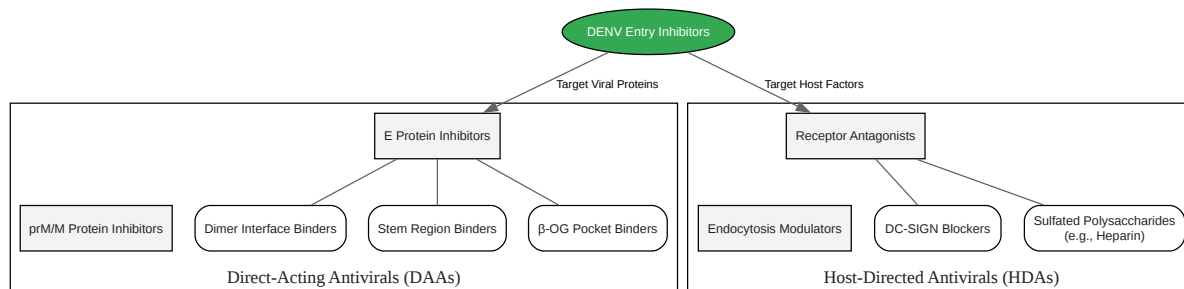 DENV Entry Inhibitors
Target Viral Proteins
Target Host Factors
E Protein Inhibitors
Receptor Antagonists
prM/M Protein Inhibitors
Dimer Interface Binders
Stem Region Binders
β-OG Pocket Binders
Endocytosis Modulators
DC-SIGN Blockers
Sulfated Polysaccharides
(e.g., Heparin)
Direct-Acting Antivirals (DAAs)
Host-Directed Antivirals (HDAs)